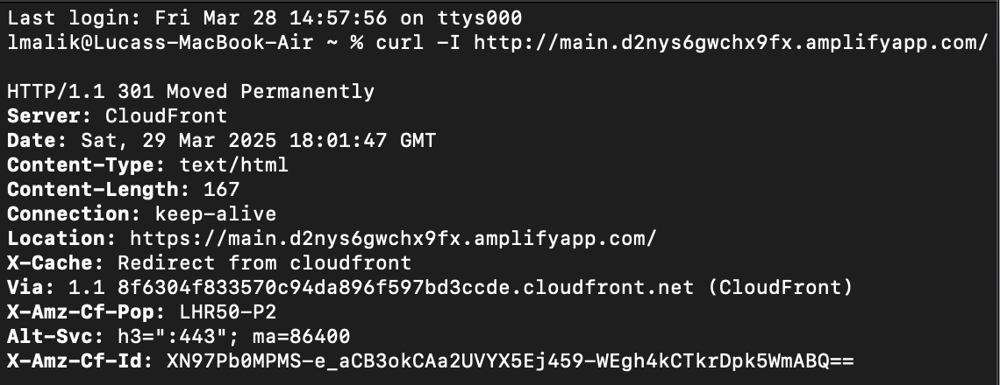 Last login: Fri Mar 28 14:57:56 on ttys000
lmalik@Lucass-MacBook-Air ~ % curl -I http://main.d2nys6gwchx9fx.amplifyapp.com/
HTTP/1.1 301 Moved Permanently
Server: CloudFront
Date: Sat, 29 Mar 2025 18:01:47 GMT
Content-Type: text/html
Content-Length: 167
Connection: keep-alive
Location: https://main.d2nys6gwchx9fx.amplifyapp.com/
X-Cache: Redirect from cloudfront
Via: 1.1 8f6304f833570c94da896f597bd3ccde.cloudfront.net (CloudFront)
X-Amz-Cf-Pop: LHR50-P2
Alt-Svc: h3=":443"; ma=86400
X-Amz-Cf-Id: XN97Pb0MPMS-e_aCB3okCAa2UVYX5Ej459-WEgh4kCTkrDpk5WmABQ==